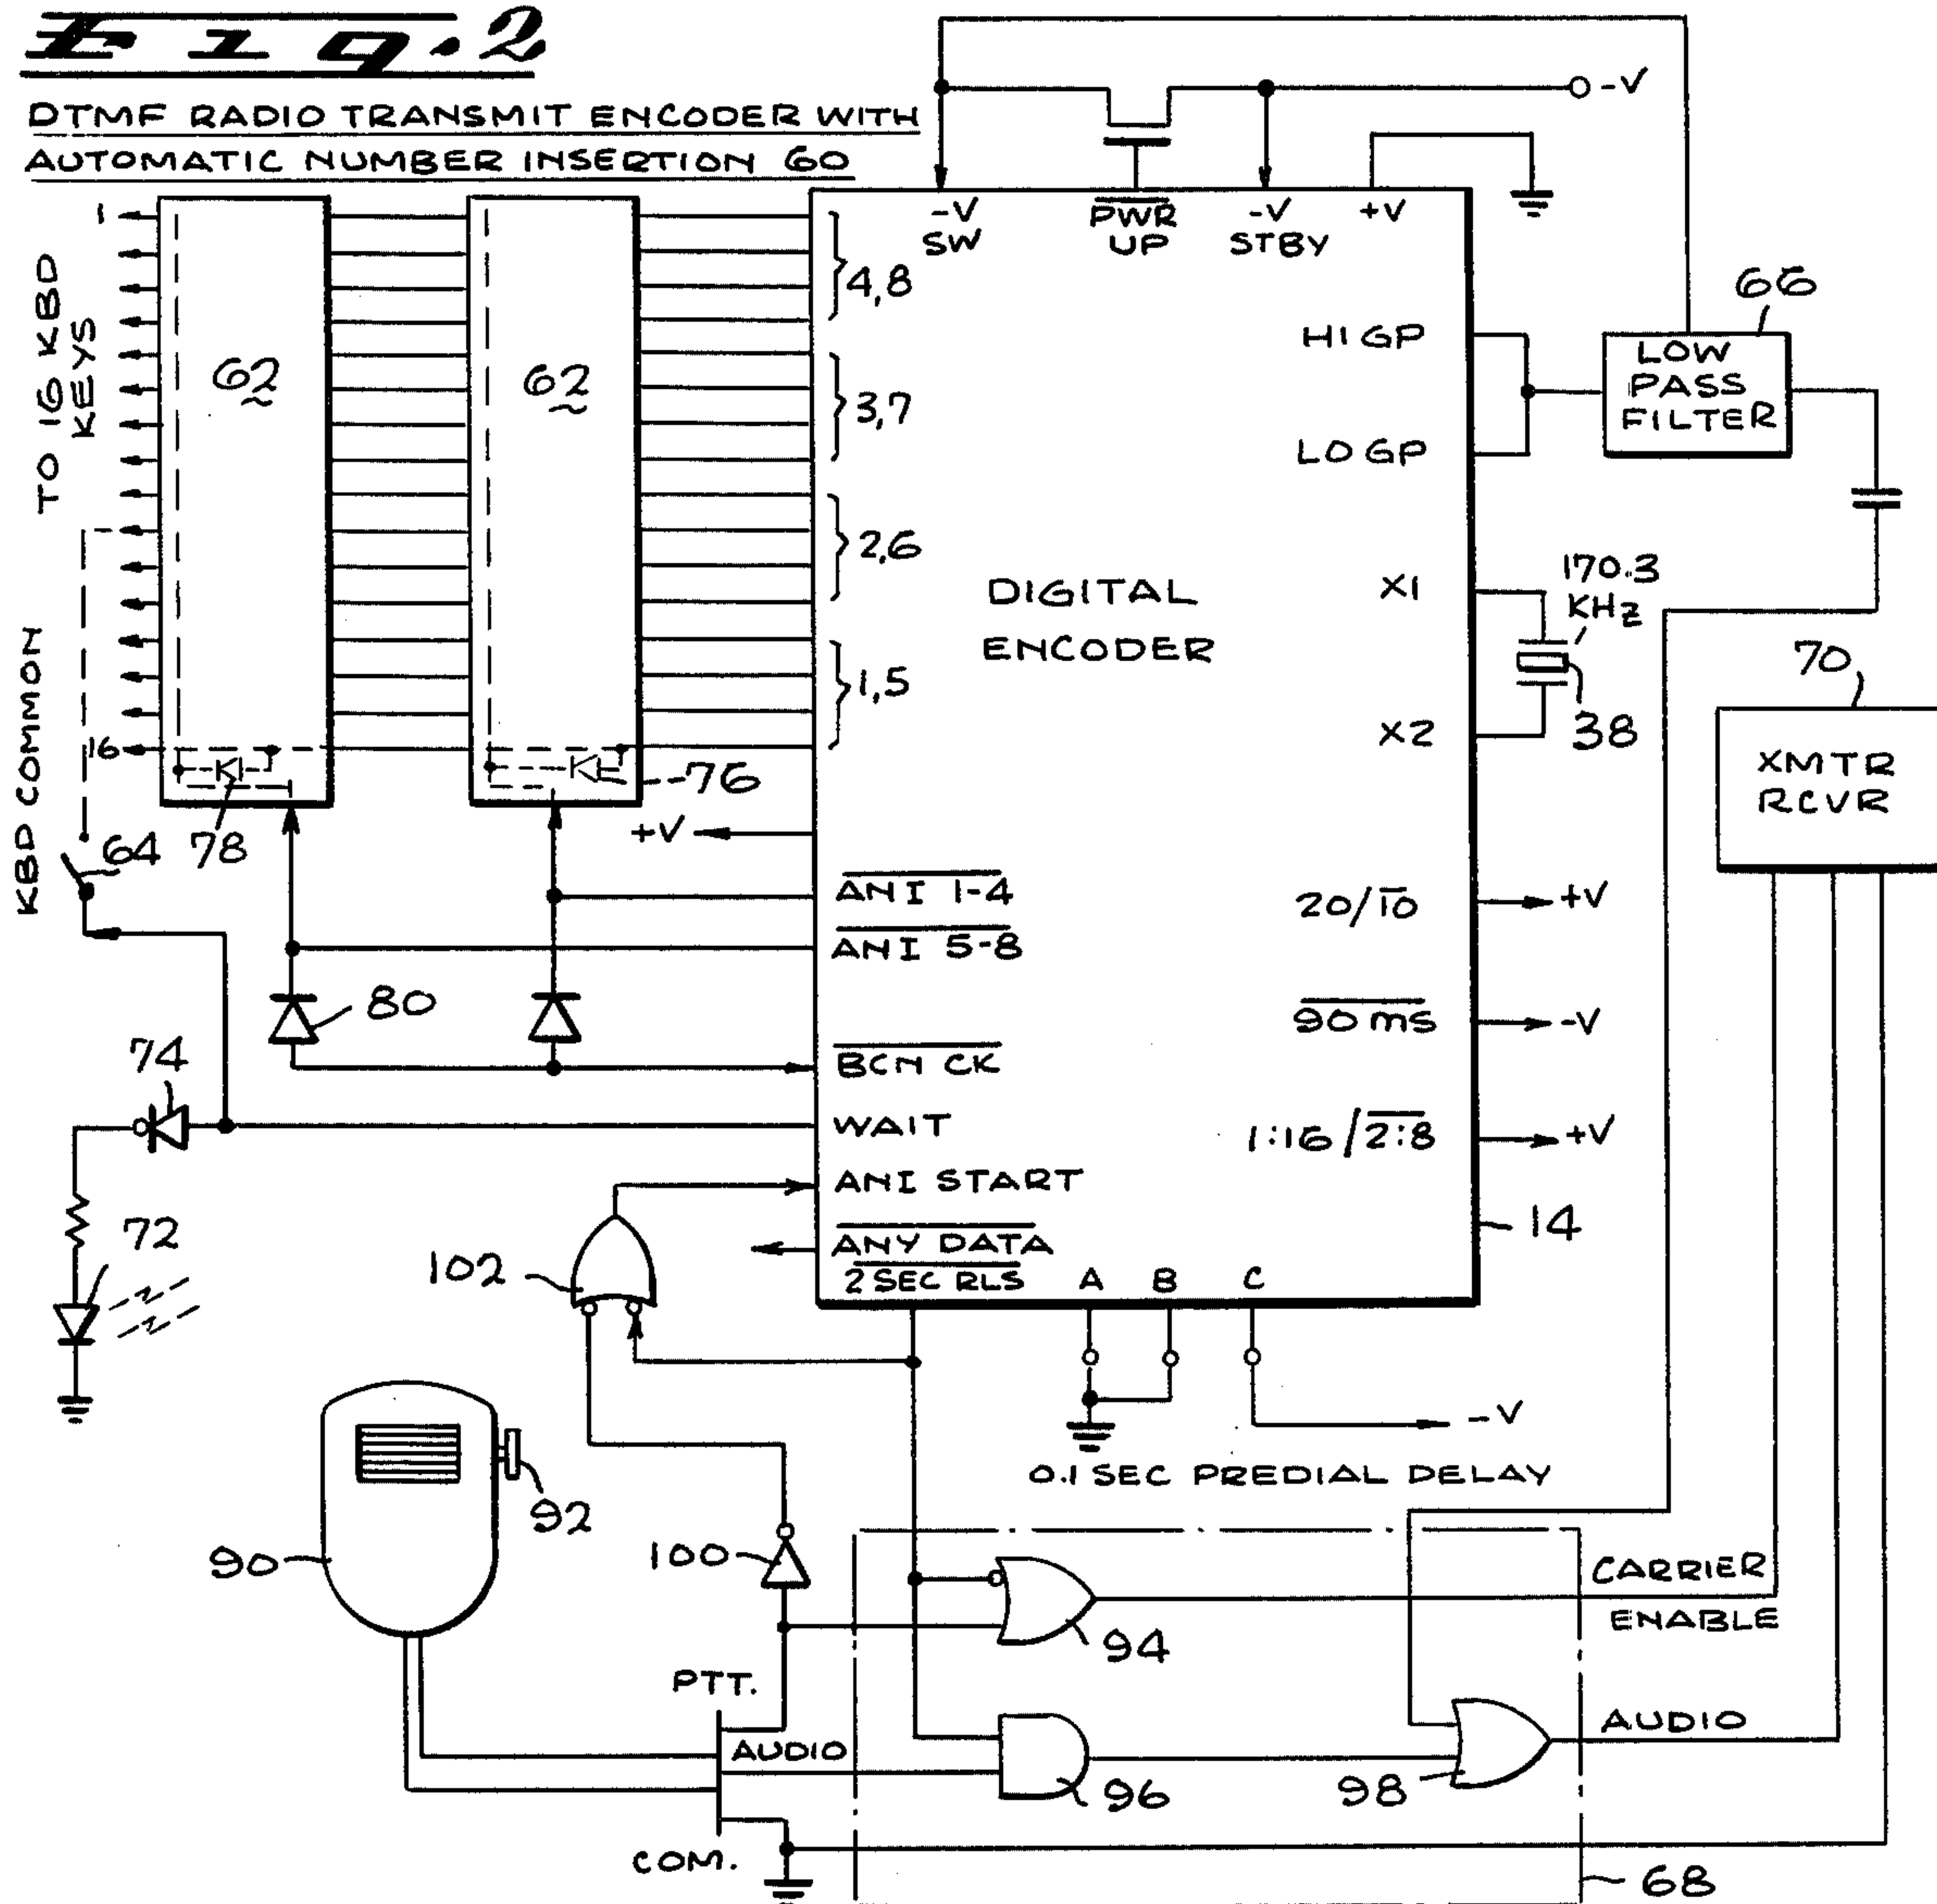 Fig. 2
DTMF RADIO TRANSMIT ENCODER WITH
AUTOMATIC NUMBER INSERTION 60
-V
-V
SW
PWR
UP
-V
STBY
+V
1
16
TO 16 KBD
KEYS
KBD COMMON
62
62
4,8
3,7
2,6
1,5
78
76
64
HI GP
LO GP
66
LOW
PASS
FILTER
DIGITAL
ENCODER
X1
X2
170.3
KHz
38
70
XMTR
RCVR
+V
ANI 1-4
ANI 5-8
80
BCN CK
WAIT
74
72
ANI START
ANY DATA
2 SEC RLS
A
B
C
20/10
+V
90 ms
-V
1:16/2:8
+V
14
102
-V
0.1 SEC PREDIAL DELAY
90
92
100
94
CARRIER
ENABLE
PTT.
AUDIO
COM.
96
98
AUDIO
68